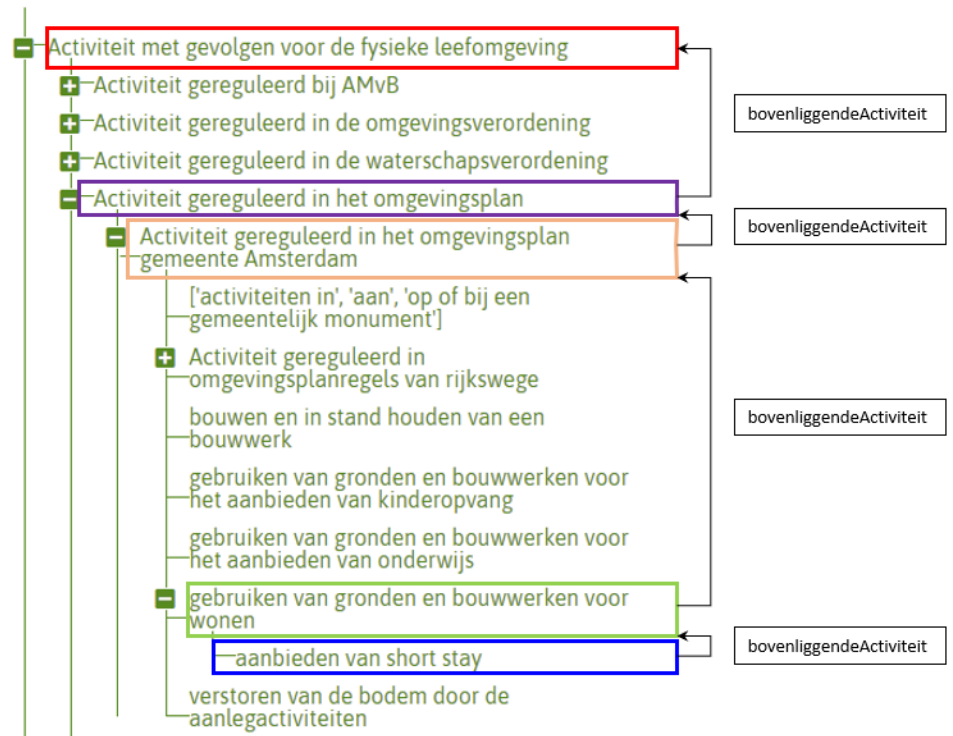 Activiteit met gevolgen voor de fysieke leefomgeving
Activiteit gereguleerd bij AMvB
bovenliggendeActiviteit
Activiteit gereguleerd in de omgevingsverordening
Activiteit gereguleerd in de waterschapsverordening
Activiteit gereguleerd in het omgevingsplan
bovenliggendeActiviteit
Activiteit gereguleerd in het omgevingsplan
gemeente Amsterdam
['activiteiten in', 'aan', 'op of bij een
gemeentelijk monument']
Activiteit gereguleerd in
omgevingsplanregels van rijkswege
bouwen en in stand houden van een
bouwwerk
bovenliggendeActiviteit
gebruiken van gronden en bouwwerken voor
het aanbieden van kinderopvang
gebruiken van gronden en bouwwerken voor
het aanbieden van onderwijs
gebruiken van gronden en bouwwerken voor
wonen
bovenliggendeActiviteit
aanbieden van short stay
verstoren van de bodem door de
aanlegactiviteiten